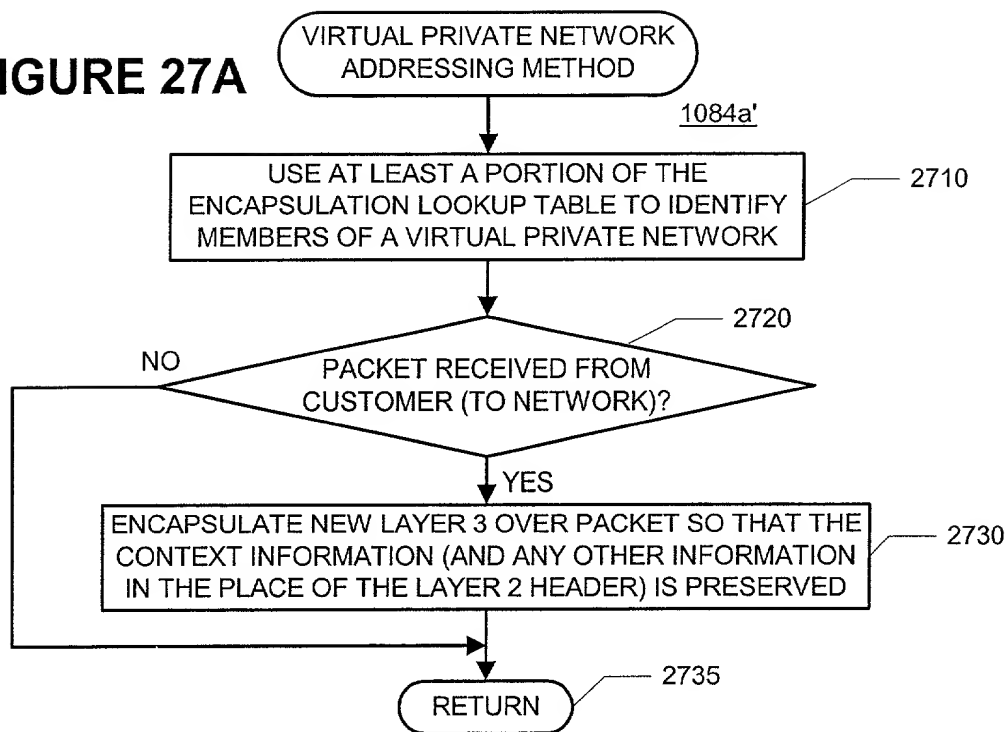 IGURE 27A
VIRTUAL PRIVATE NETWORK
ADDRESSING METHOD
1084a'
USE AT LEAST A PORTION OF THE
ENCAPSULATION LOOKUP TABLE TO IDENTIFY
MEMBERS OF A VIRTUAL PRIVATE NETWORK
2710
2720
NO
PACKET RECEIVED FROM
CUSTOMER (TO NETWORK)?
YES
ENCAPSULATE NEW LAYER 3 OVER PACKET SO THAT THE
CONTEXT INFORMATION (AND ANY OTHER INFORMATION
IN THE PLACE OF THE LAYER 2 HEADER) IS PRESERVED
2730
RETURN
2735